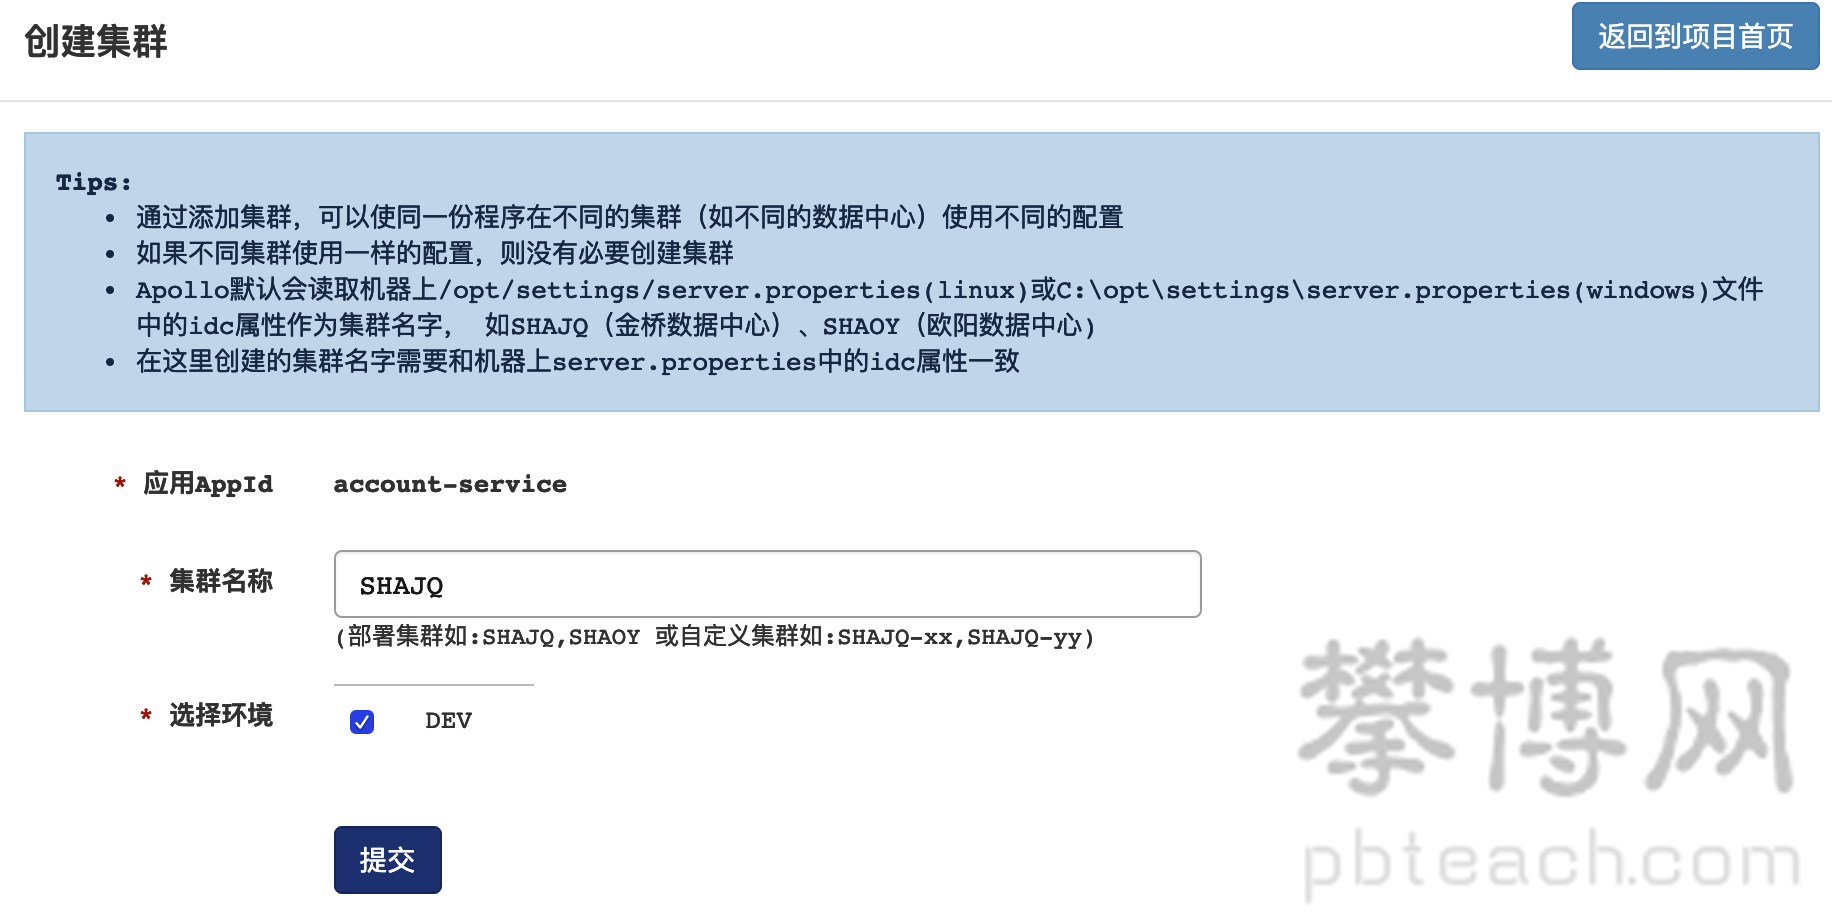 创建集群
返回到项目首页
Tips:
• 通过添加集群，可以使同一份程序在不同的集群（如不同的数据中心）使用不同的配置
• 如果不同集群使用一样的配置，则没有必要创建集群
• Apollo默认会读取机器上/opt/settings/server.properties(linux)或C:\opt\settings\server.properties(windows)文件
中的idc属性作为集群名字， 如SHAJQ（金桥数据中心）、SHAOY（欧阳数据中心)
• 在这里创建的集群名字需要和机器上server.properties中的idc属性一致
* 应用AppId account-service
* 集群名称 SHAJQ
(部署集群如:SHAJQ,SHAOY 或自定义集群如:SHAJQ-xx,SHAJQ-yy)
* 选择环境 DEV
提交
攀博网
pbteach.com